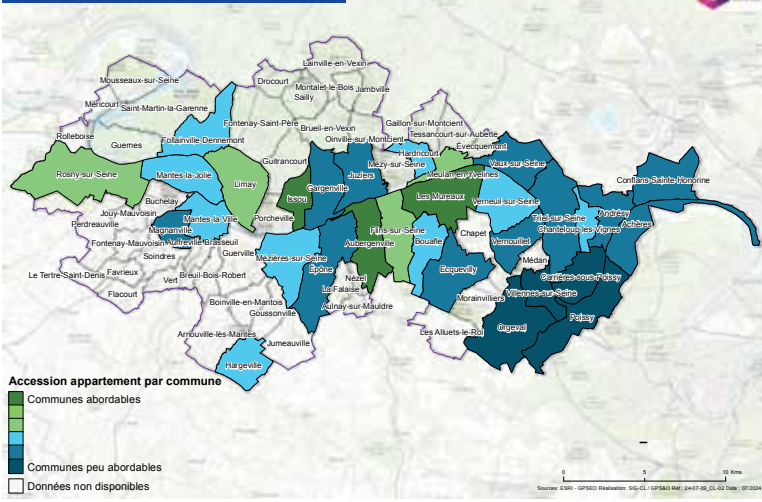 Lainville-en-Vexin
Mousseaux-sur-Seine
Drocourt
Montalet-le-Bois
Jambville
Sailly
Méricourt
Saint-Martin-la-Garenne
Gaillon-sur-Montcient
Fontenay-Saint-Père
Brueil-en-Vexin
Tessancourt-sur-Aubette
Rolleboise
Follainville-Dennemont
Oinville-sur-Montcient
Évecquemont
Guernes
Hardricourt
Guitrancourt
Mézy-sur-Seine
Vaux-sur-Seine
Rosny-sur-Seine
Mantes-la-Jolie
Limay
Juziers
Meulan-en-Yvelines
Conflans-Sainte-Honorine
Gargenville
Issou
Les Mureaux
Verneuil-sur-Seine
Buchelay
Jouy-Mauvoisin
Mantes-la-Ville
Porcheville
Triel-sur-Seine
Andrésy
Perdreauville
Magnanville
Flins-sur-Seine
Chapet
Chanteloup-les-Vignes
Achères
Fontenay-Mauvoisin
Auffreville-Brasseuil
Aubergenville
Bouafle
Vernouillet
Soindres
Guerville
Mézières-sur-Seine
Médan
Le Tertre-Saint-Denis
Favrieux
Vert
Breuil-Bois-Robert
Épône
Nézel
Ecquevilly
Carrières-sous-Poissy
Flacourt
La Falaise
Villennes-sur-Seine
Boinville-en-Mantois
Morainvilliers
Goussonville
Aulnay-sur-Mauldre
Poissy
Arnouville-lès-Mantes
Les Alluets-le-Roi
Orgeval
Jumeauville
Hargeville
Accession appartement par commune
Communes abordables
Communes peu abordables
Données non disponibles
0 5 10 Kms
Sources: ESRI - GPSEO Réalisation: SIG-CL / GPS&O Réf : 24-07-09_CL-02 Date : 07/2024